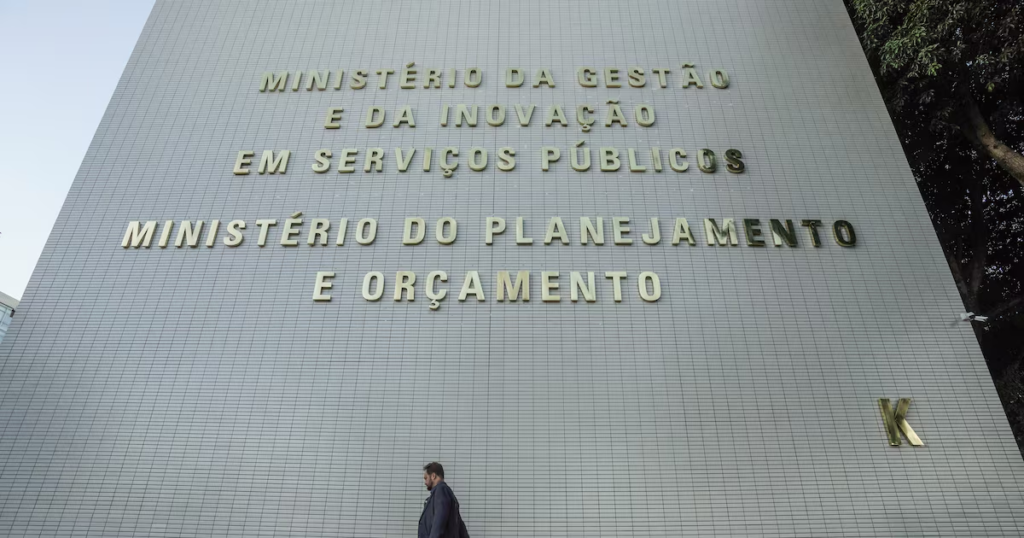 MINISTÉRIO DA GESTÃO
E DA INOVAÇÃO
EM SERVIÇOS PÚBLICOS
MINISTÉRIO DO PLANEJAMENTO
E ORÇAMENTO
K